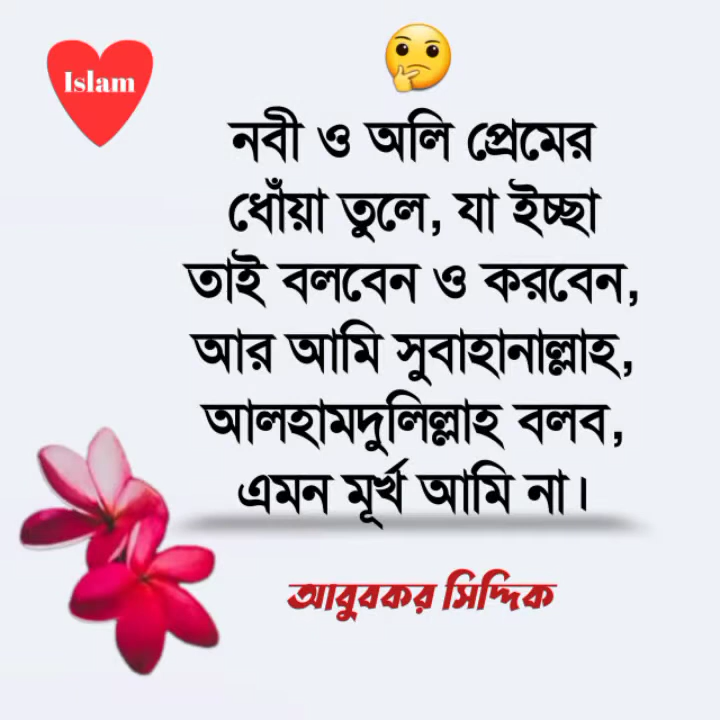 Islam
নবী ও অলি প্রেমের
ধোঁয়া তুলে, যা ইচ্ছা
তাই বলবেন ও করবেন,
আর আমি সুবাহানাল্লাহ,
আলহামদুলিল্লাহ বলব,
এমন মূর্খ আমি না।
আবুবকর সিদ্দিক